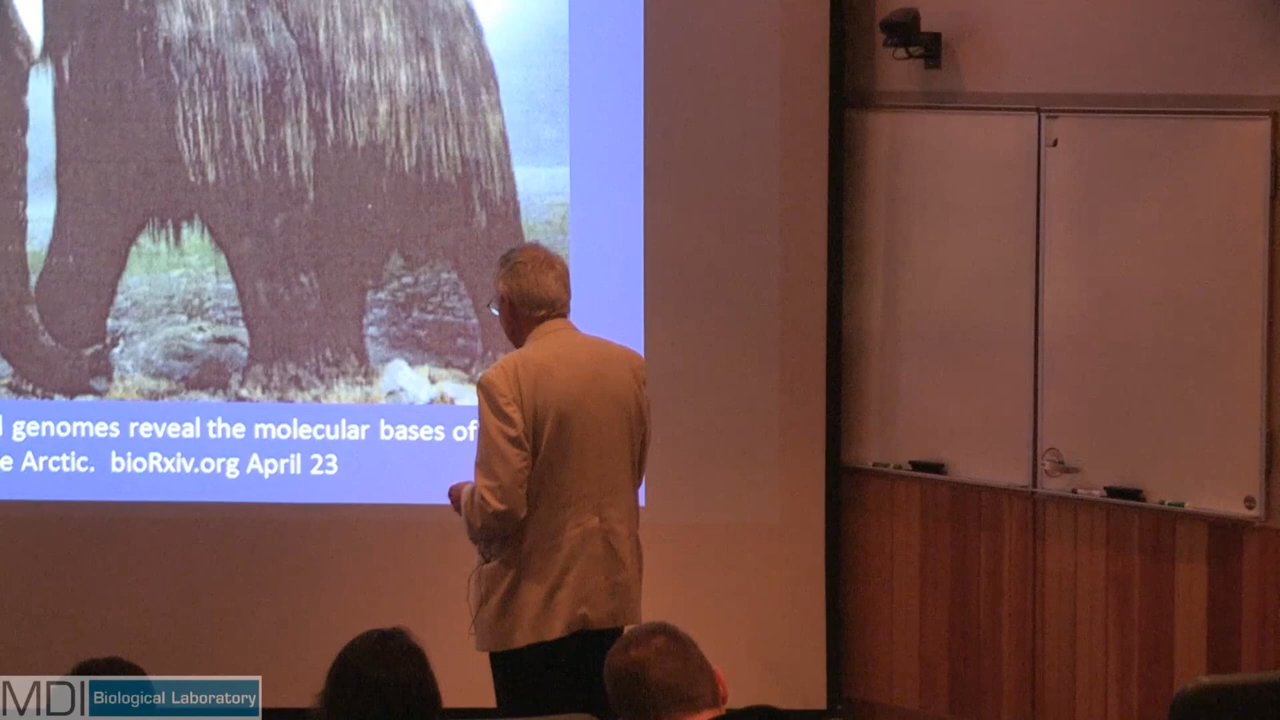 genomes reveal the molecular bases of
e Arctic.  bioRxiv.org April 23
MDI Biological Laboratory